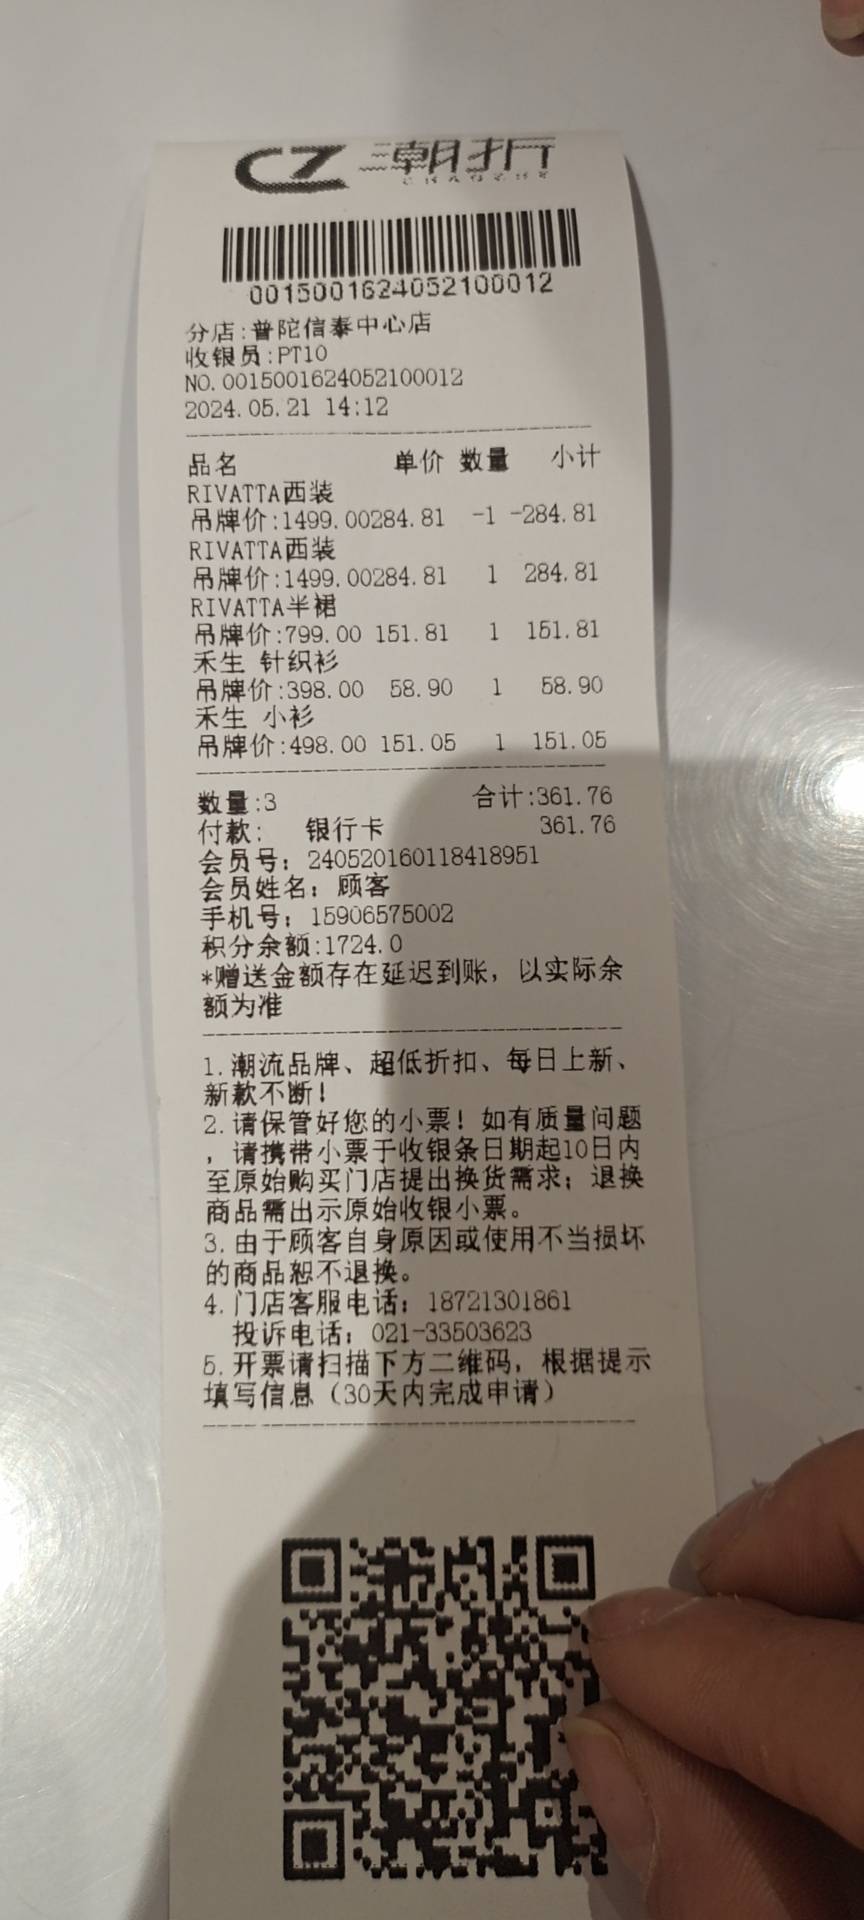 CZ 潮折
0015001624052100012
分店:普陀信泰中心店
收银员:PT10
NO.0015001624052100012
2024.05.21 14:12
品名 单价 数量 小计
RIVATTA西装
吊牌价:1499.00284.81 -1 -284.81
RIVATTA西装
吊牌价:1499.00284.81 1 284.81
RIVATTA半裙
吊牌价:799.00 151.81 1 151.81
禾生 针织衫
吊牌价:398.00 58.90 1 58.90
禾生 小衫
吊牌价:498.00 151.05 1 151.05
数量:3 合计:361.76
付款: 银行卡 361.76
会员号：240520160118418951
会员姓名：顾客
手机号：15906575002
积分余额:1724.0
*赠送金额存在延迟到账，以实际余
额为准
1.潮流品牌、超低折扣、每日上新、
新款不断！
2.请保管好您的小票！如有质量问题
，请携带小票于收银条日期起10日内
至原始购买门店提出换货需求；退换
商品需出示原始收银小票。
3.由于顾客自身原因或使用不当损坏
的商品恕不退换。
4.门店客服电话：18721301861
投诉电话：021-33503623
5.开票请扫描下方二维码，根据提示
填写信息（30天内完成申请）